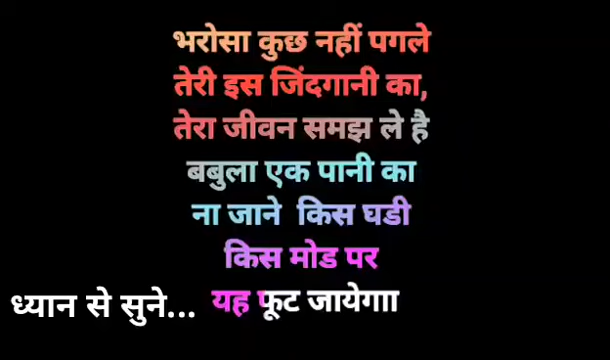 भरोसा कुछ नहीं पगले
तेरी इस जिंदगानी का,
तेरा जीवन समझ ले है
बबुला एक पानी का
ना जाने किस घडी
किस मोड पर
यह फूट जायेगाा
ध्यान से सुने...